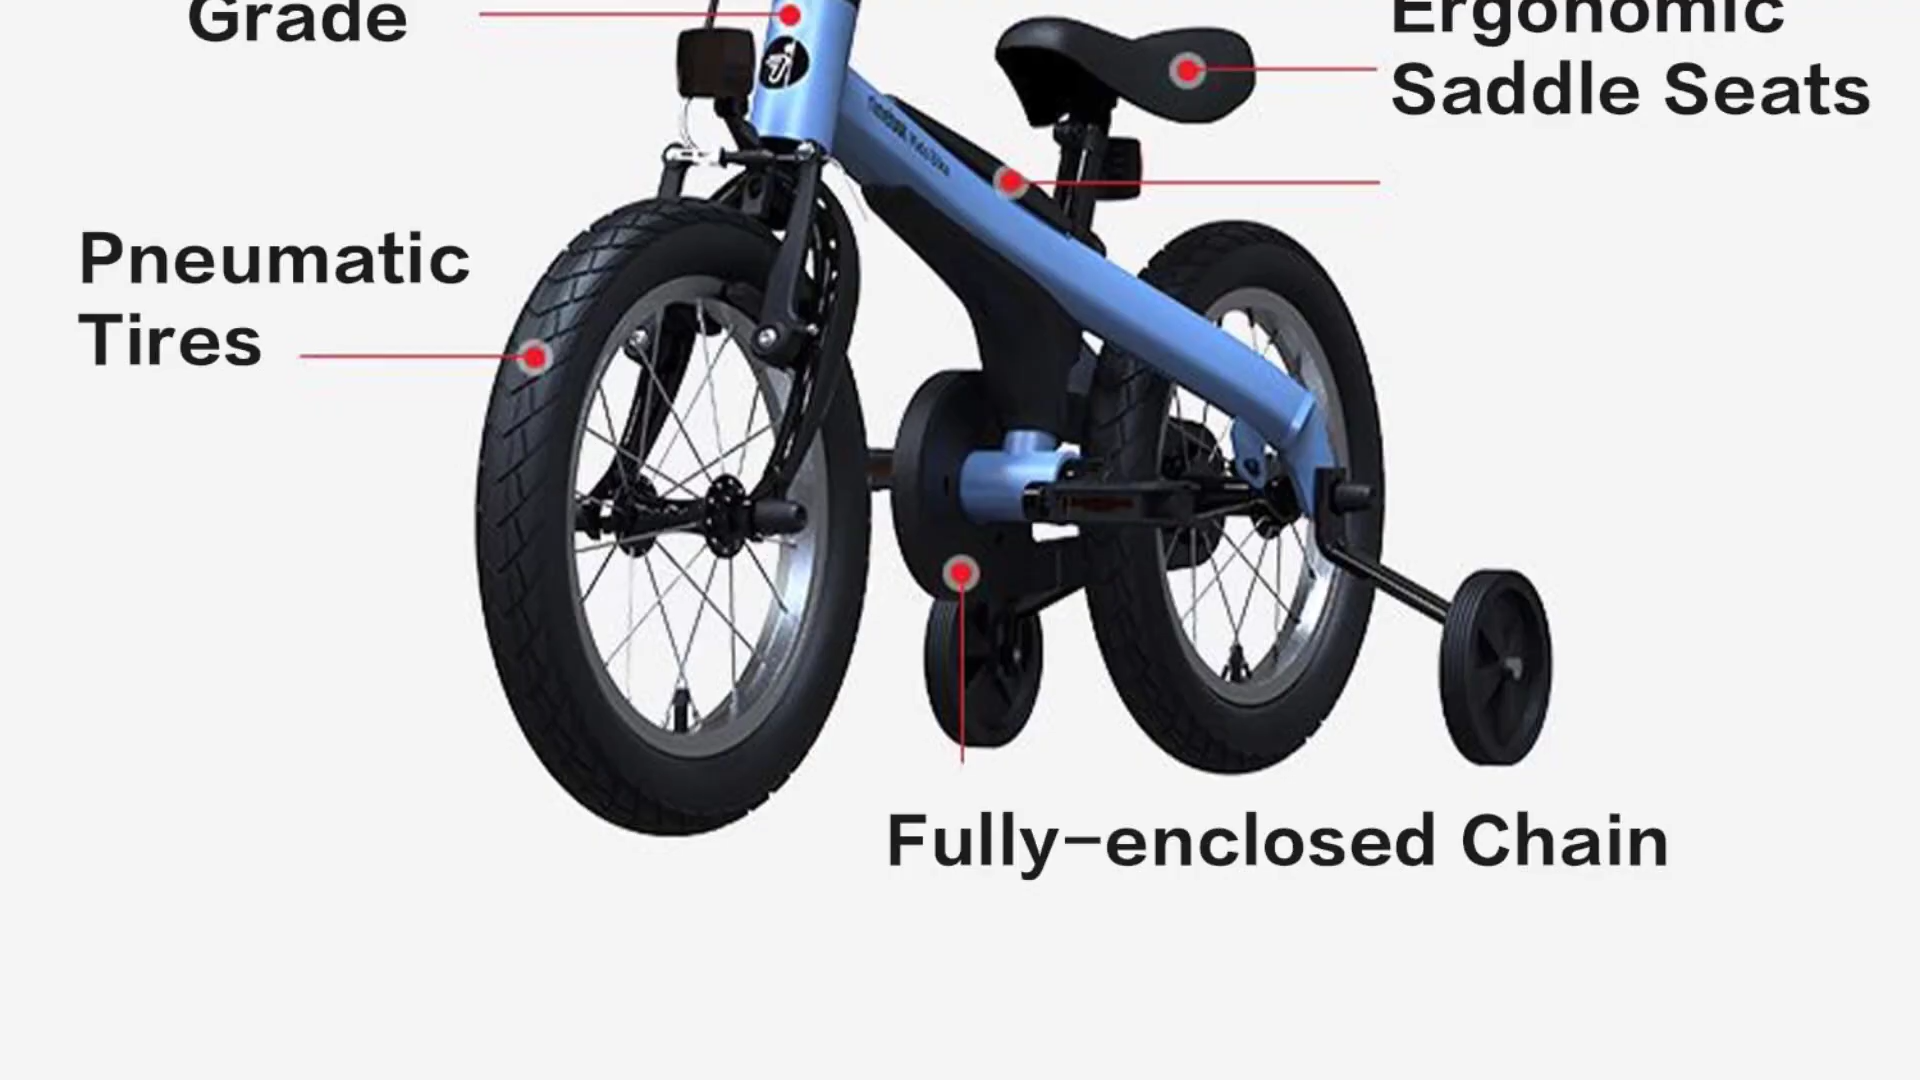 Grade
Ergonomic
Saddle Seats
Pneumatic
Tires
Fully-enclosed Chain